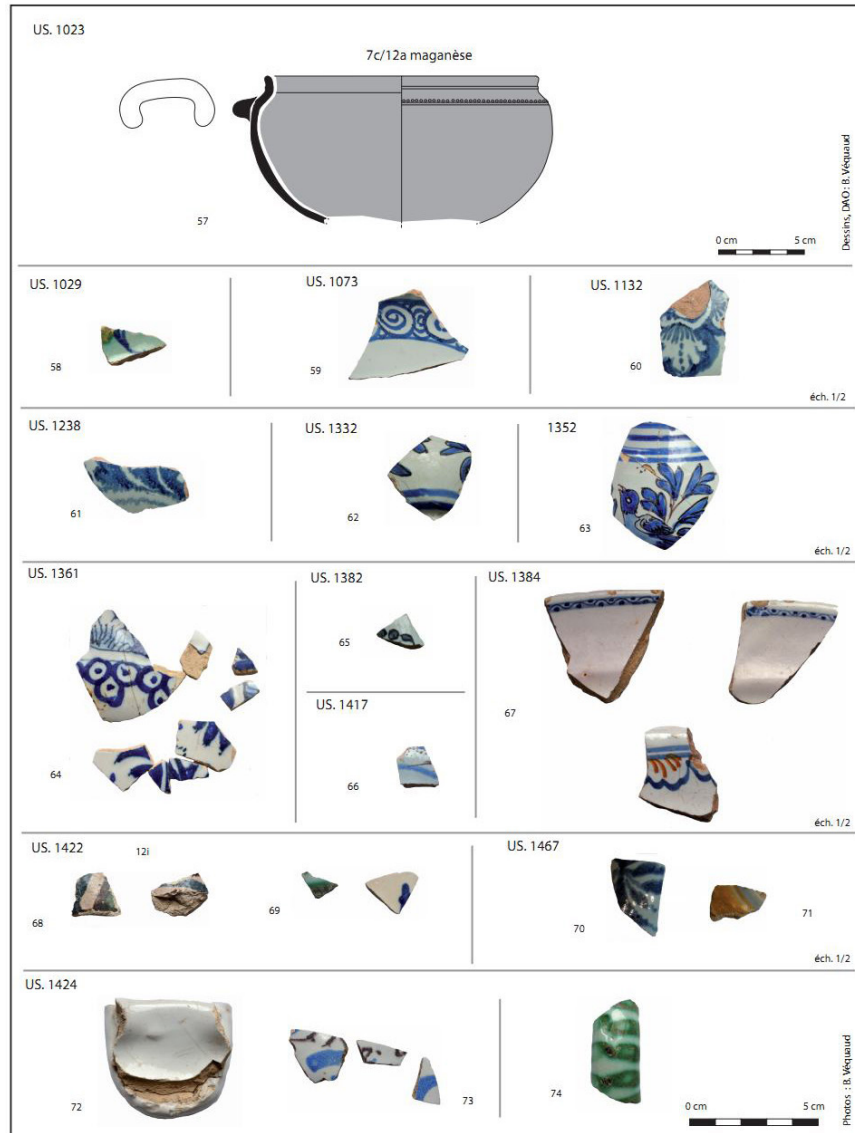 US. 1023
7c/12a maganèse
57
0 cm 5 cm
Dessins, DAO : B. Véquaud
US. 1029
58
US. 1073
59
US. 1132
60
éch. 1/2
US. 1238
61
US. 1332
62
1352
63
éch. 1/2
US. 1361
64
US. 1382
65
US. 1417
66
US. 1384
67
éch. 1/2
US. 1422
12i
68
69
US. 1467
70
71
éch. 1/2
US. 1424
72
73
74
0 cm 5 cm
Photos : B. Véquaud